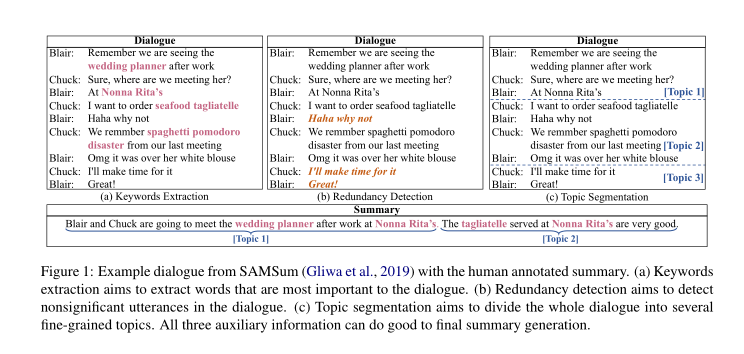 Dialogue
Blair: Remember we are seeing the
wedding planner after work
Chuck: Sure, where are we meeting her?
Blair: At Nonna Rita's
Chuck: I want to order seafood tagliatelle
Blair: Haha why not
Chuck: We remmber spaghetti pomodoro
disaster from our last meeting
Blair: Omg it was over her white blouse
Chuck: I'll make time for it
Blair: Great!
(a) Keywords Extraction
Dialogue
Blair: Remember we are seeing the
wedding planner after work
Chuck: Sure, where are we meeting her?
Blair: At Nonna Rita's
Chuck: I want to order seafood tagliatelle
Blair: Haha why not
Chuck: We remmber spaghetti pomodoro
disaster from our last meeting
Blair: Omg it was over her white blouse
Chuck: I'll make time for it
Blair: Great!
(b) Redundancy Detection
Dialogue
Blair: Remember we are seeing the
wedding planner after work
Chuck: Sure, where are we meeting her?
Blair: At Nonna Rita's [Topic 1]
Chuck: I want to order seafood tagliatelle
Blair: Haha why not
Chuck: We remmber spaghetti pomodoro
disaster from our last meeting [Topic 2]
Blair: Omg it was over her white blouse
Chuck: I'll make time for it [Topic 3]
Blair: Great!
(c) Topic Segmentation
Summary
Blair and Chuck are going to meet the wedding planner after work at Nonna Rita's. The tagliatelle served at Nonna Rita's are very good.
[Topic 1] [Topic 2]
Figure 1: Example dialogue from SAMSum (Gliwa et al., 2019) with the human annotated summary. (a) Keywords
extraction aims to extract words that are most important to the dialogue. (b) Redundancy detection aims to detect
nonsignificant utterances in the dialogue. (c) Topic segmentation aims to divide the whole dialogue into several
fine-grained topics. All three auxiliary information can do good to final summary generation.